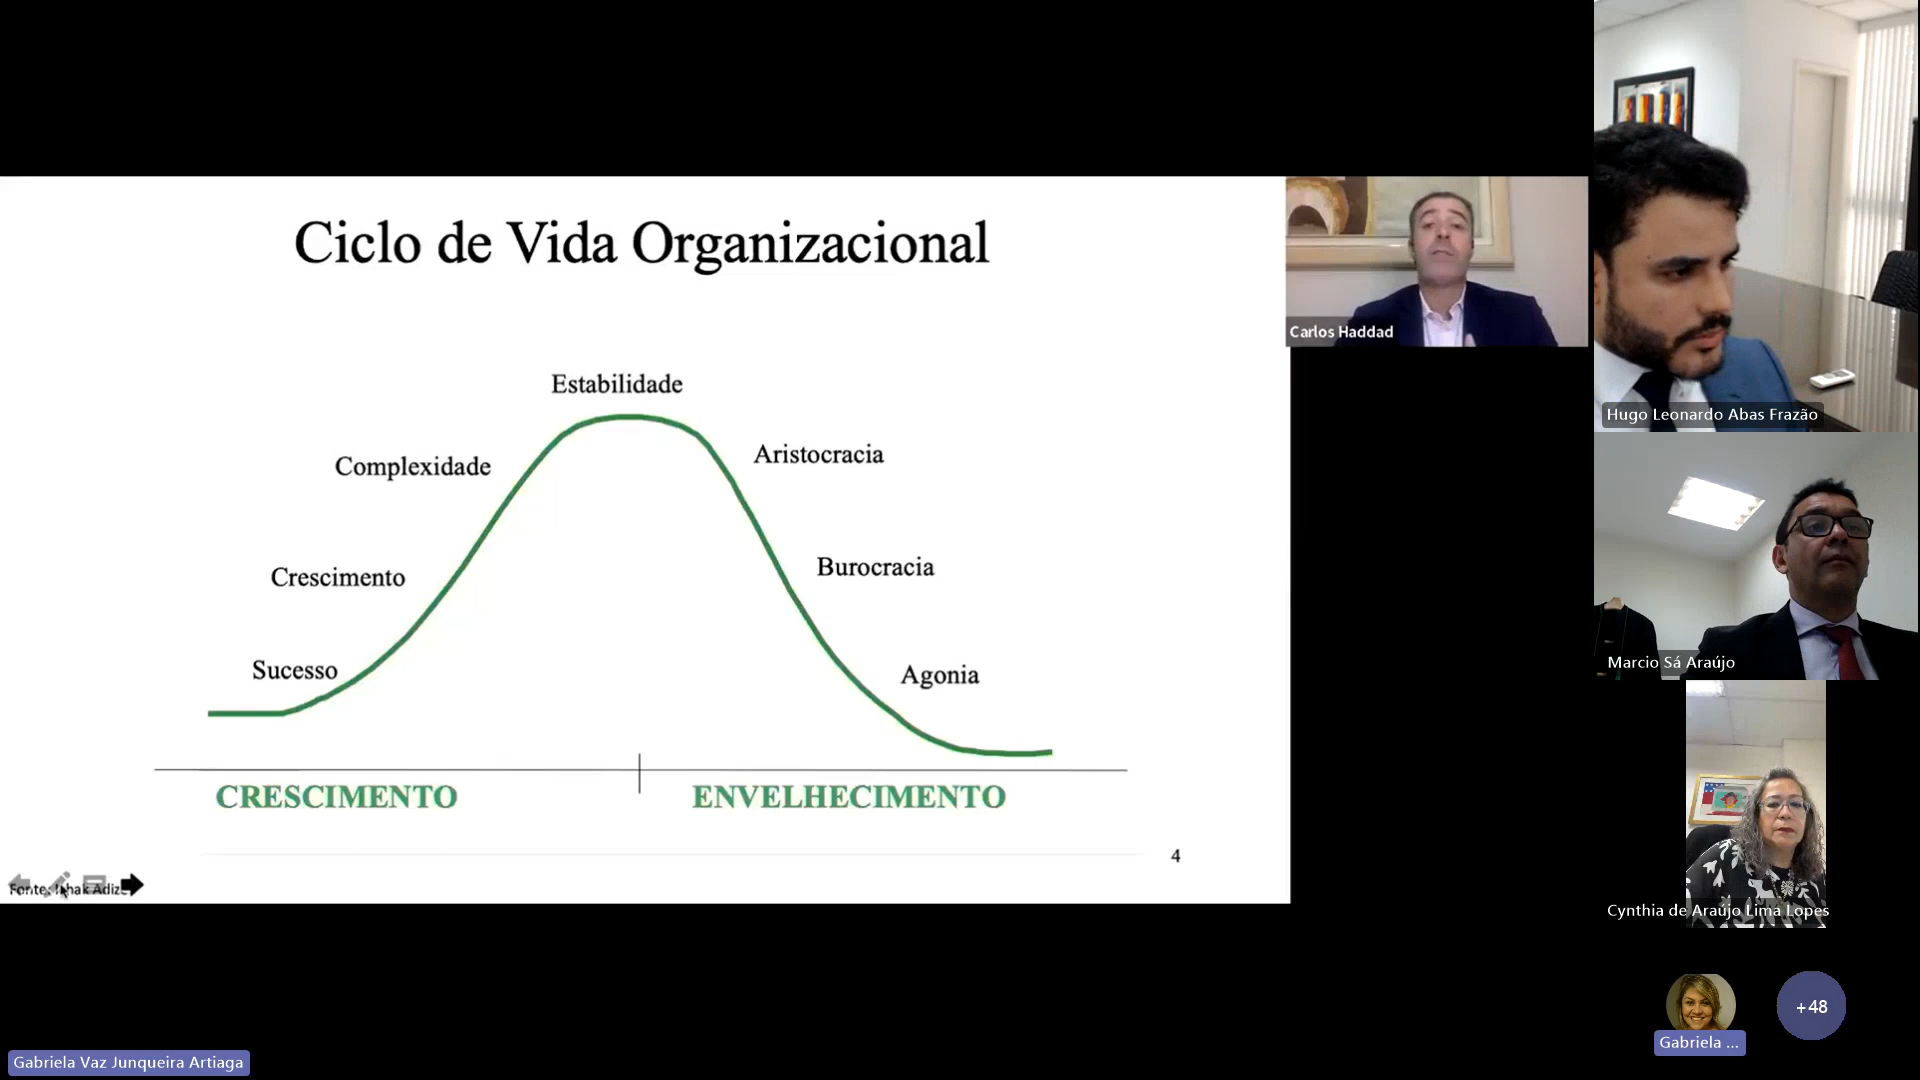 Ciclo de Vida Organizacional
Estabilidade
Complexidade
Aristocracia
Crescimento
Burocracia
Sucesso
Agonia
CRESCIMENTO
ENVELHECIMENTO
4
Fonte:
Carlos Haddad
Hugo Leonardo Abas Frazão
Marcio Sá Araújo
Cynthia de Araújo Lima Lopes
Gabriela ...
+48
Gabriela Vaz Junqueira Artiaga